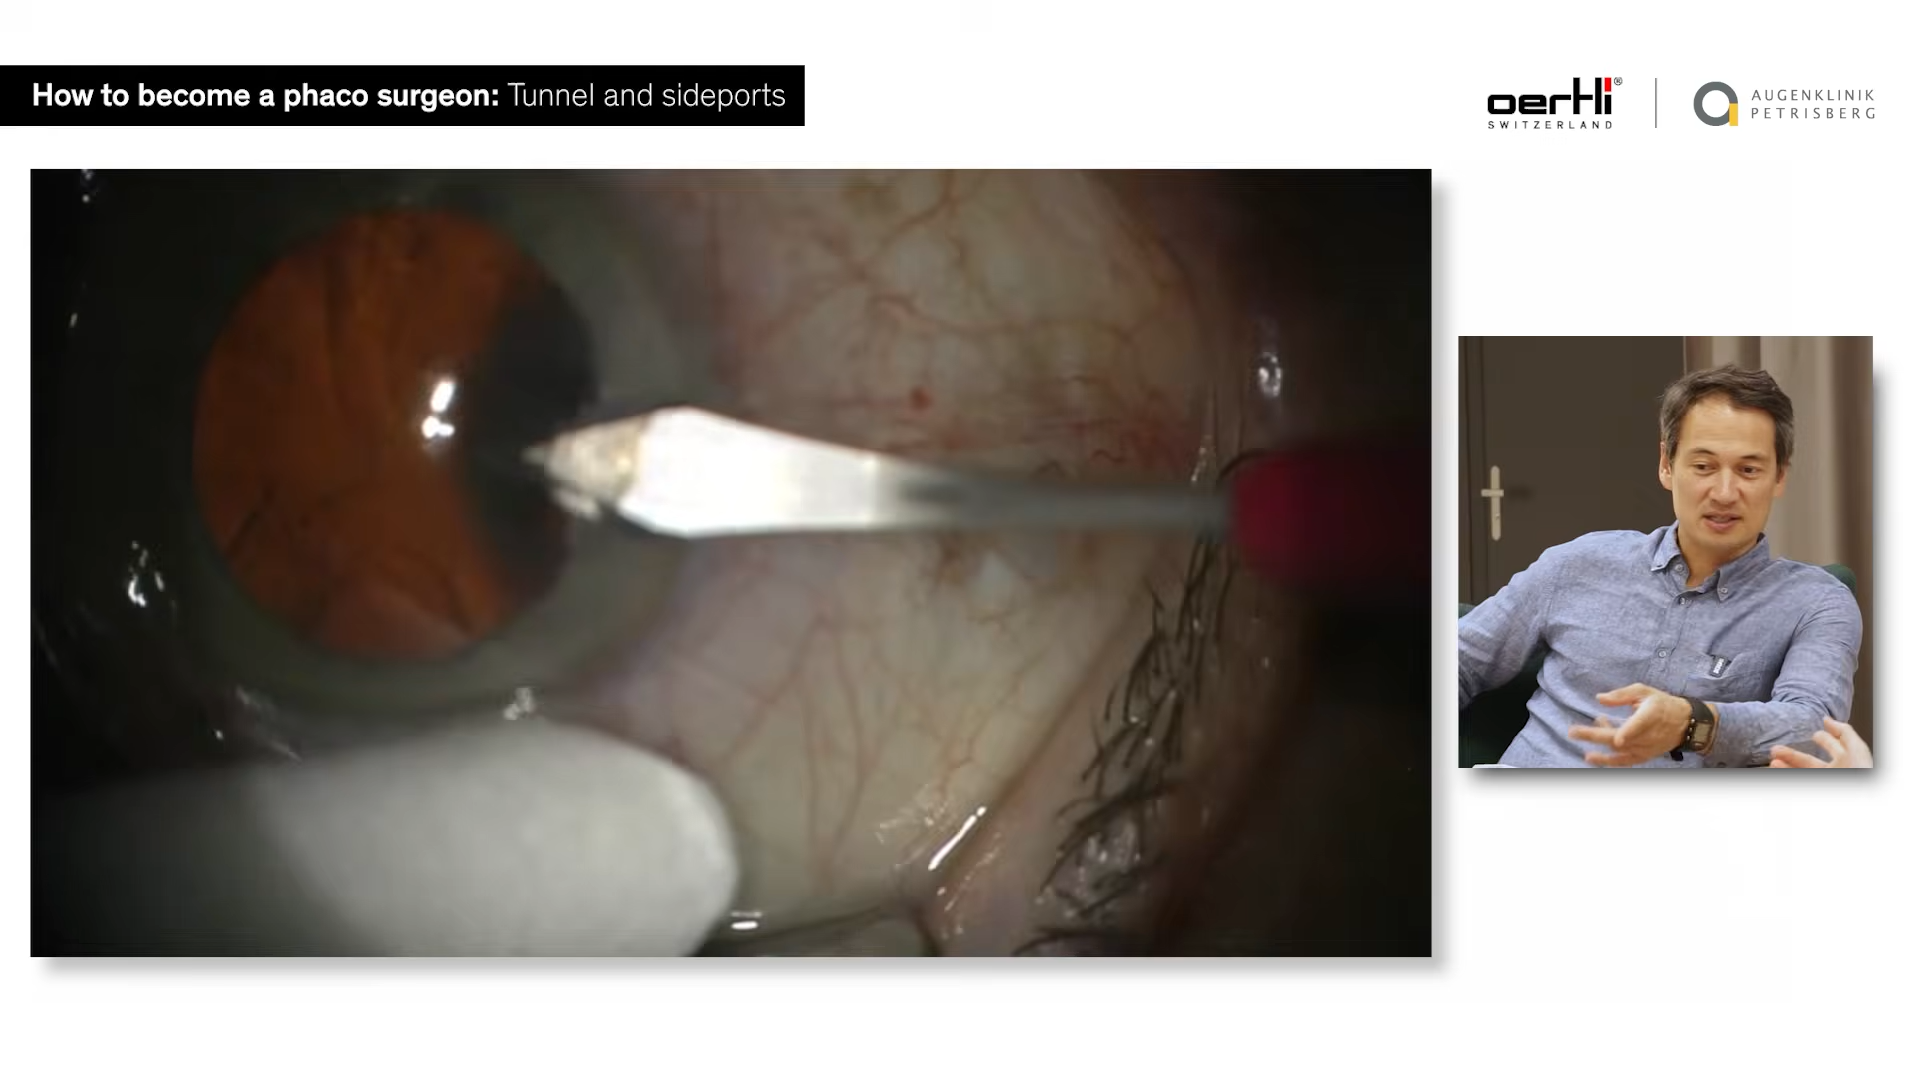 How to become a phaco surgeon: Tunnel and sideports
oertli®
SWITZERLAND
AUGENKLINIK
PETRISBERG